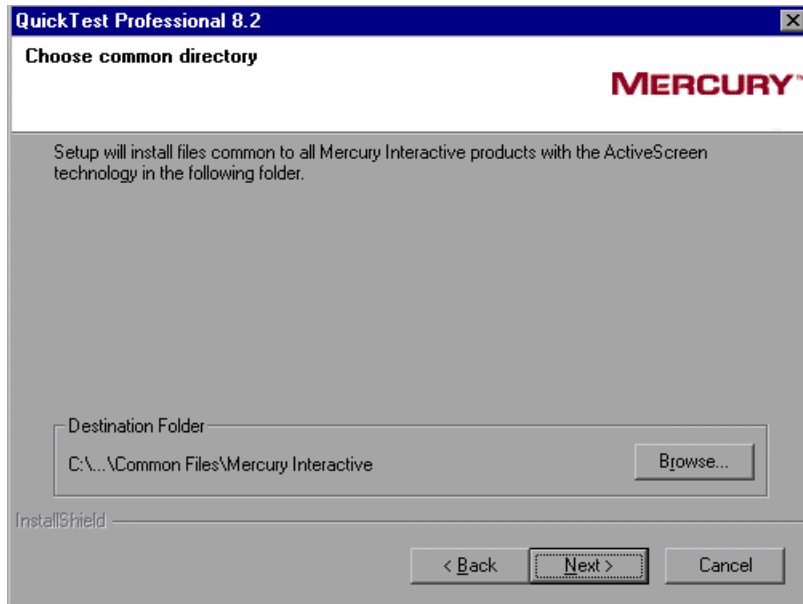 QuickTest Professional 8.2
Choose common directory
MERCURY™
Setup will install files common to all Mercury Interactive products with the ActiveScreen
technology in the following folder.
Destination Folder
C:\...\Common Files\Mercury Interactive
Browse...
InstallShield
< Back
Next >
Cancel